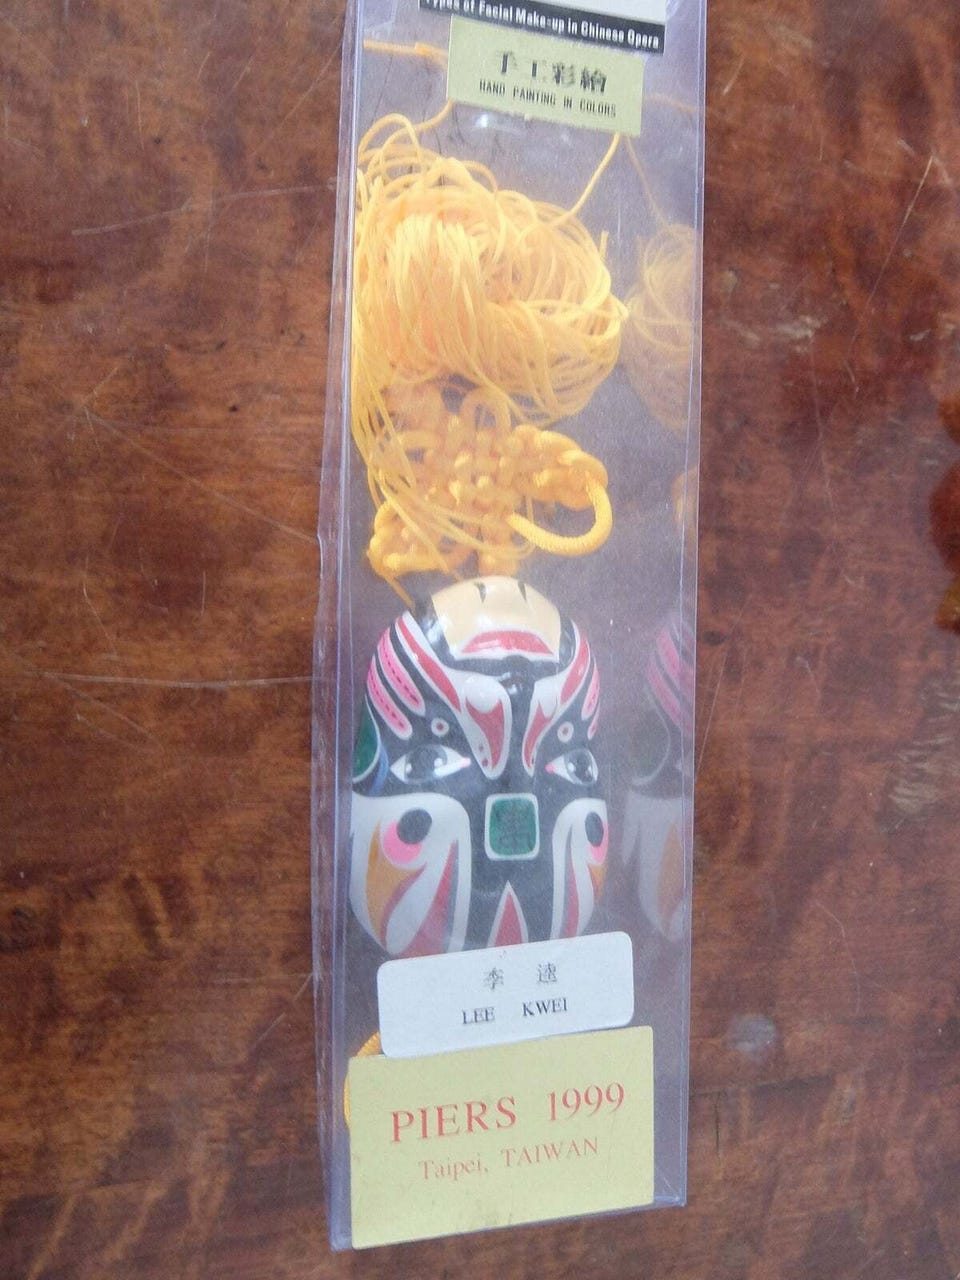 Types of Facial Make-up in Chinese Opera
手工彩繪
HAND PAINTING IN COLORS
李逵
LEE KWEI
PIERS 1999
Taipei, TAIWAN